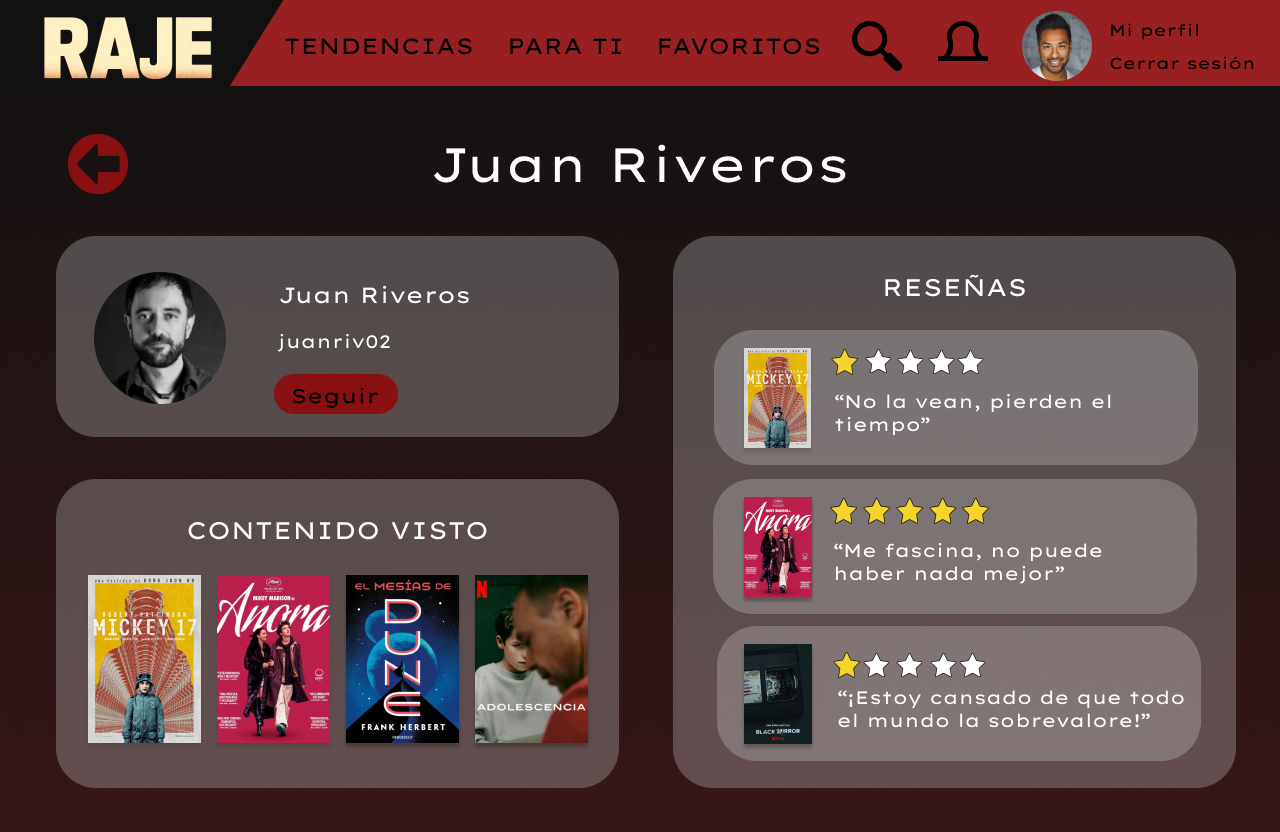 RAJE
TENDENCIAS
PARA TI
FAVORITOS
Mi perfil
Cerrar sesión
Juan Riveros
Juan Riveros
juanriv02
Seguir
CONTENIDO VISTO
UNA PELÍCULA DE BONG JOON HO
ROBERT PATTINSON
MICKEY 17
MIKEY MADISON
Anora
EL MESÍAS DE
DUNE
FRANK HERBERT
N
ADOLESCENCIA
RESEÑAS
MICKEY 17
“No la vean, pierden el
tiempo”
MIKEY MADISON
Anora
“Me fascina, no puede
haber nada mejor”
BLACK MIRROR
“¡Estoy cansado de que todo
el mundo la sobrevalore!”